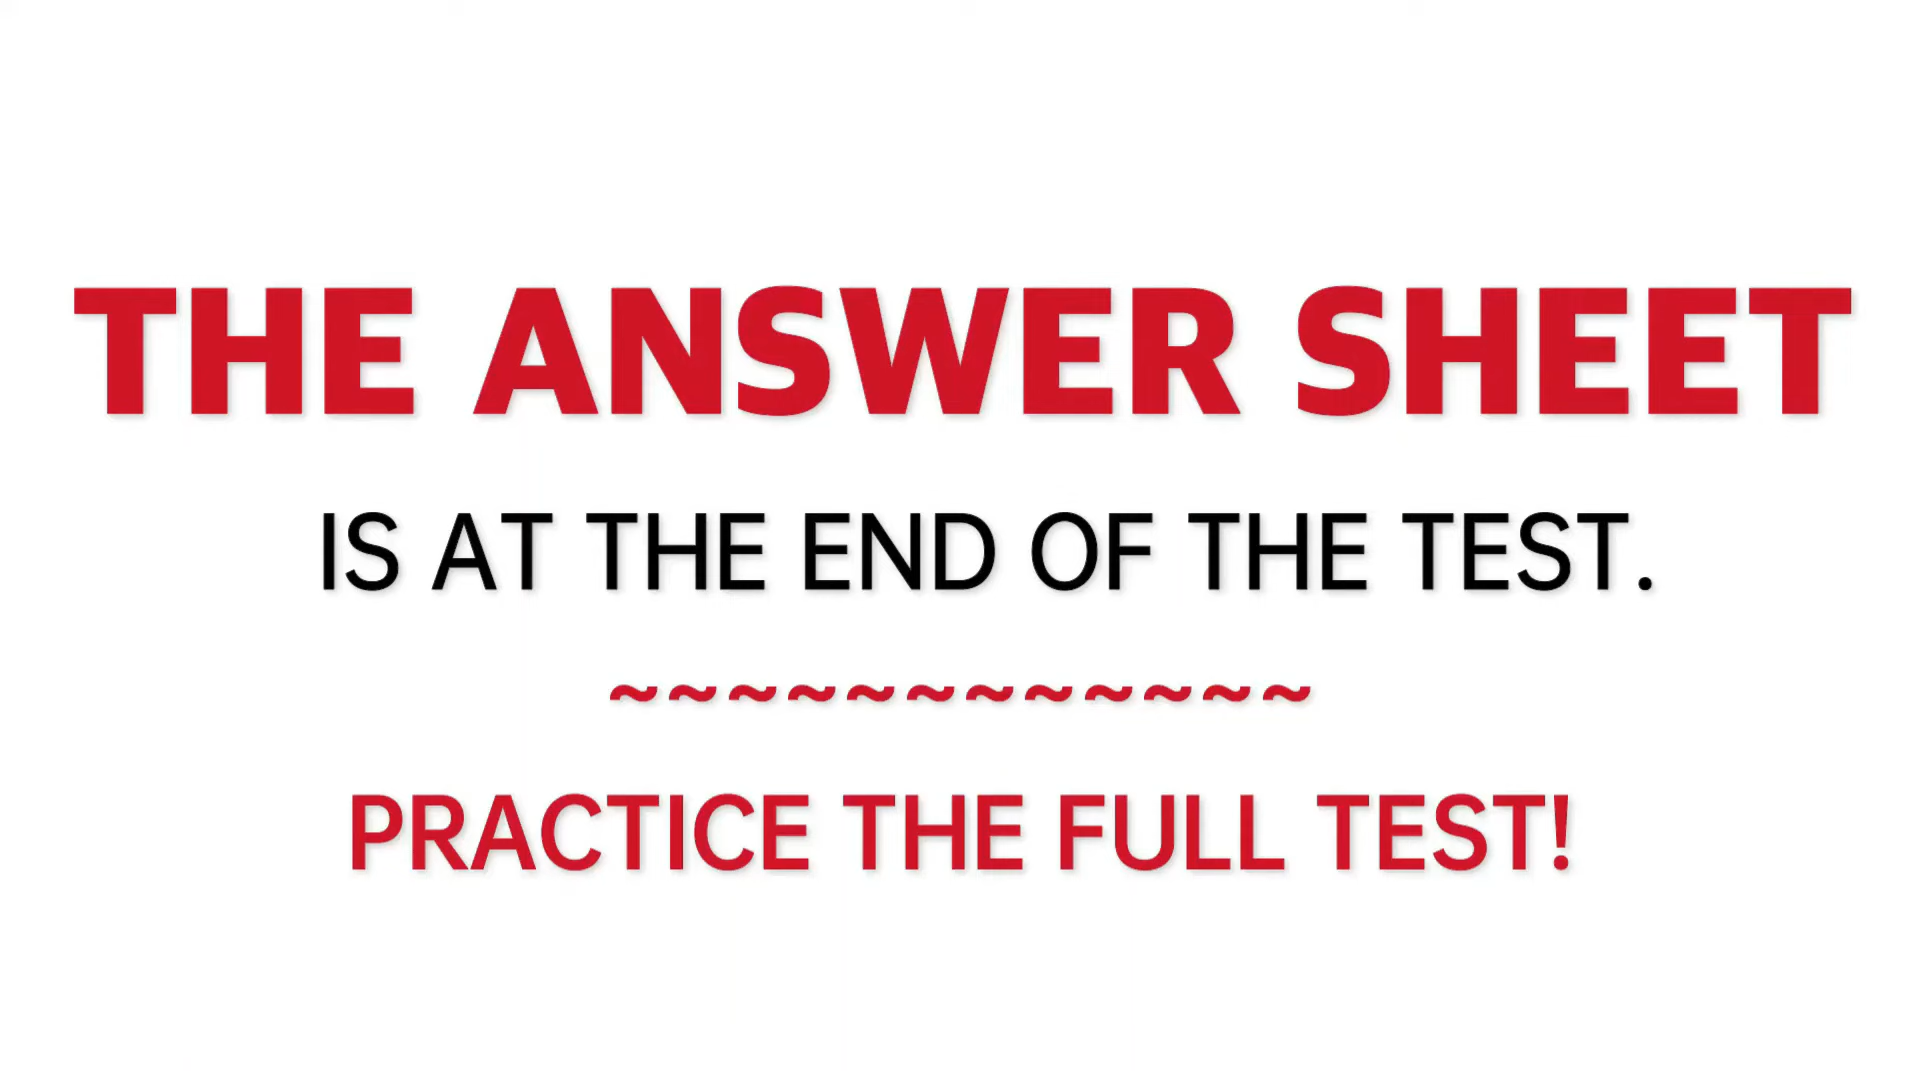 THE ANSWER SHEET
IS AT THE END OF THE TEST.
~~~~~~~~~~~~
PRACTICE THE FULL TEST!